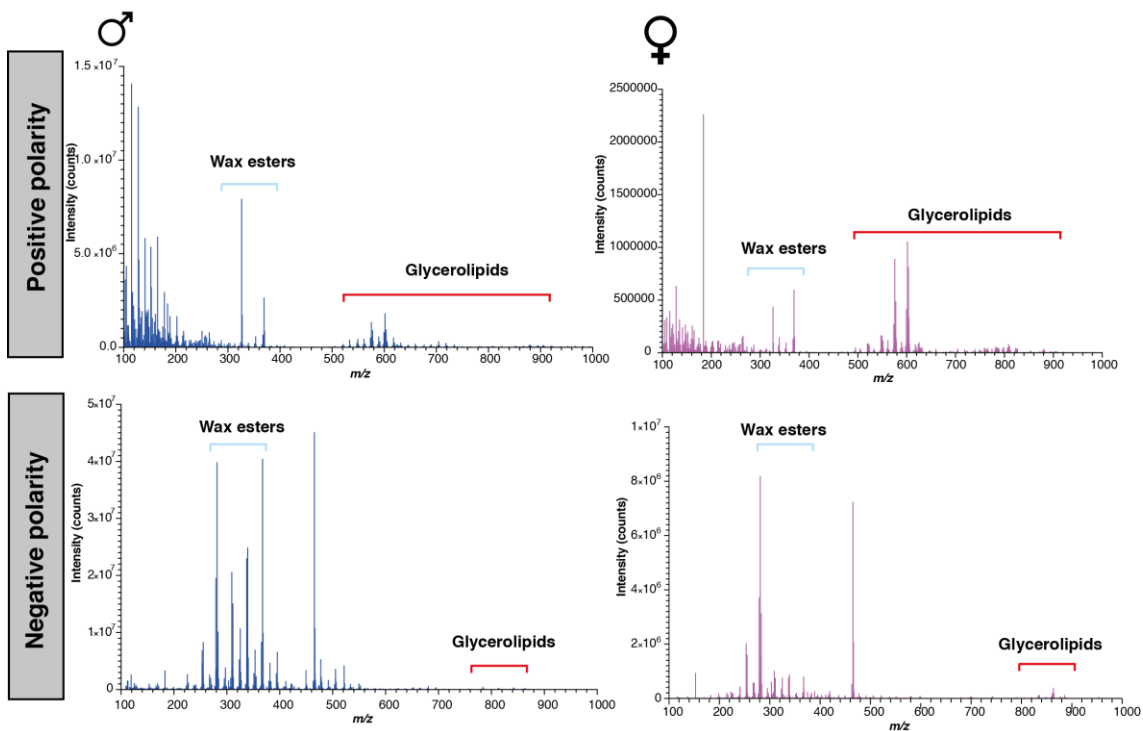 ♂
♀
Positive polarity
Intensity (counts)
1.5×10⁷
1.0×10⁷
5.0×10⁶
0.0
Wax esters
Glycerolipids
100 200 300 400 500 600 700 800 900 1000
m/z
Intensity (counts)
2500000
2000000
1500000
1000000
500000
0
Wax esters
Glycerolipids
100 200 300 400 500 600 700 800 900 1000
m/z
Negative polarity
Intensity (counts)
5×10⁷
4×10⁷
3×10⁷
2×10⁷
1×10⁷
0
Wax esters
Glycerolipids
100 200 300 400 500 600 700 800 900 1000
m/z
Intensity (counts)
1×10⁷
8×10⁶
6×10⁶
4×10⁶
2×10⁶
0
Wax esters
Glycerolipids
100 200 300 400 500 600 700 800 900 1000
m/z